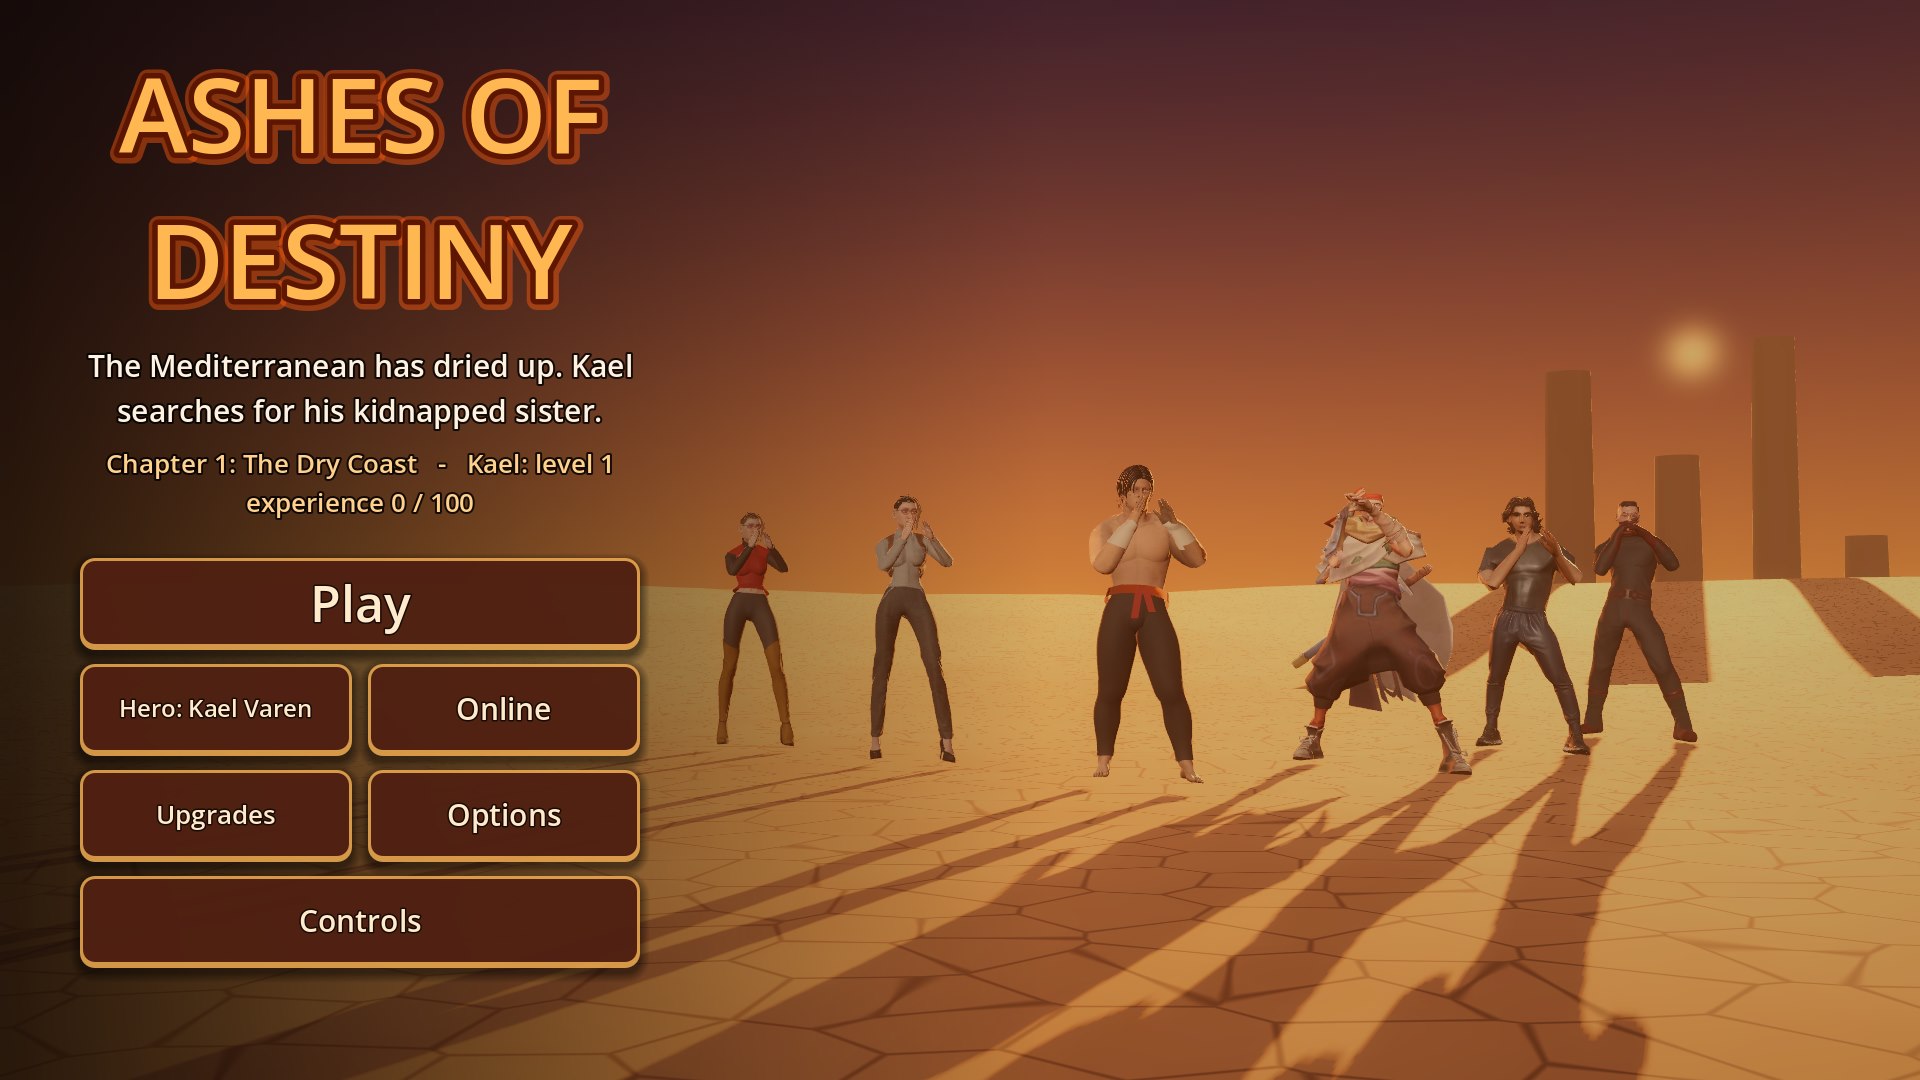 ASHES OF
DESTINY
The Mediterranean has dried up. Kael
searches for his kidnapped sister.
Chapter 1: The Dry Coast - Kael: level 1
experience 0 / 100
Play
Hero: Kael Varen
Online
Upgrades
Options
Controls